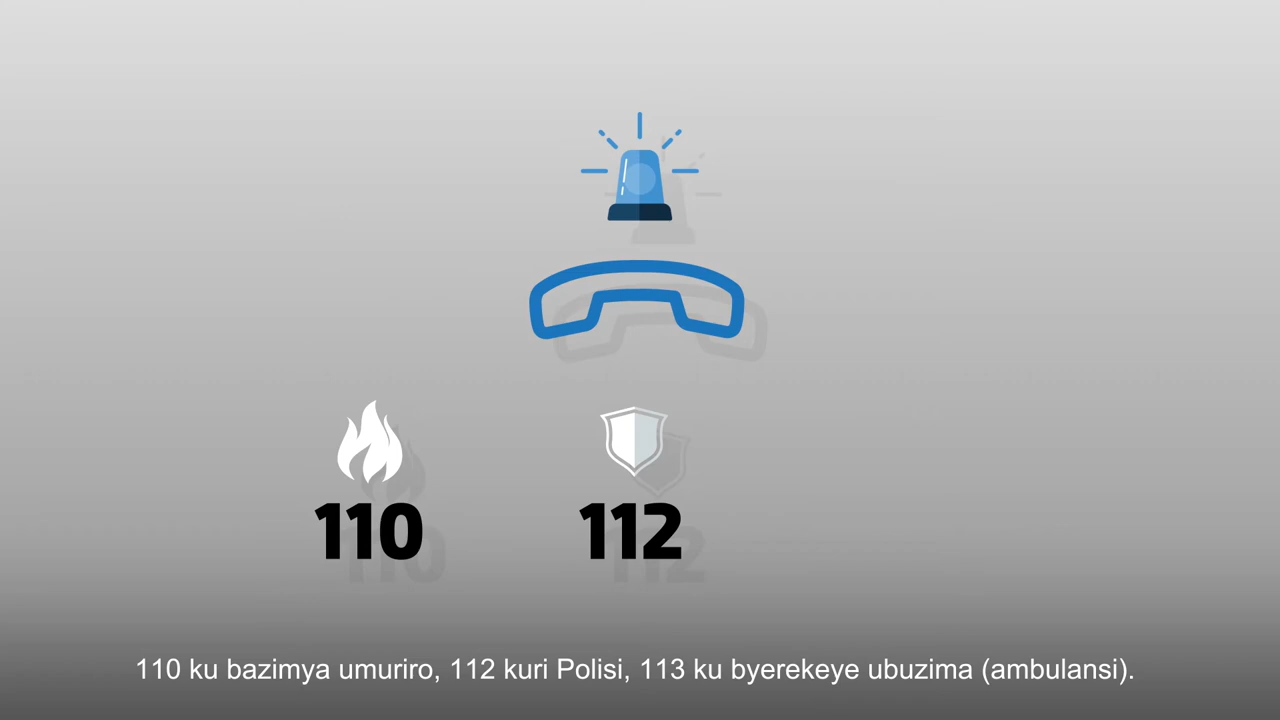 110 112
110 ku bazimya umuriro, 112 kuri Polisi, 113 ku byerekeye ubuzima (ambulansi).